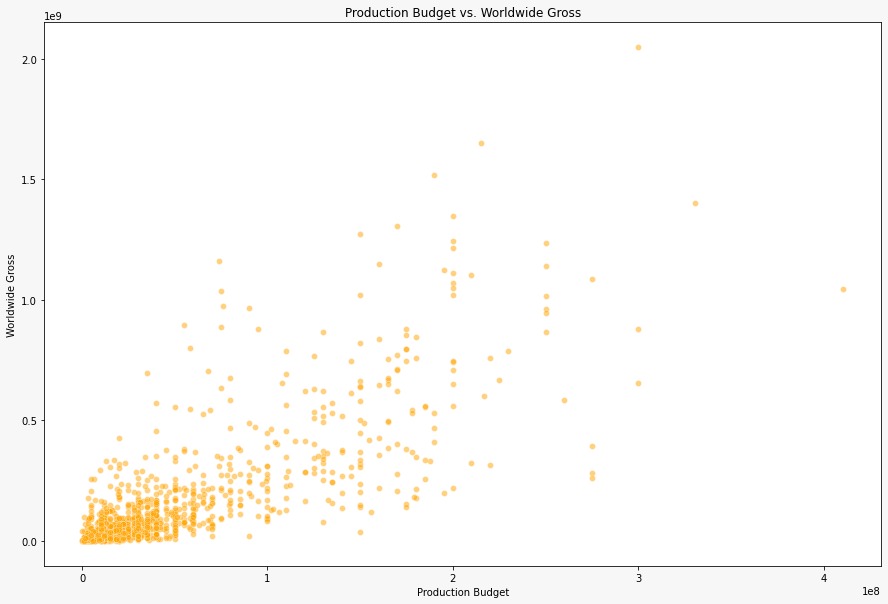 Production Budget vs. Worldwide Gross
1e9
2.0
1.5
1.0
0.5
0.0
Worldwide Gross
0 1 2 3 4
1e8
Production Budget